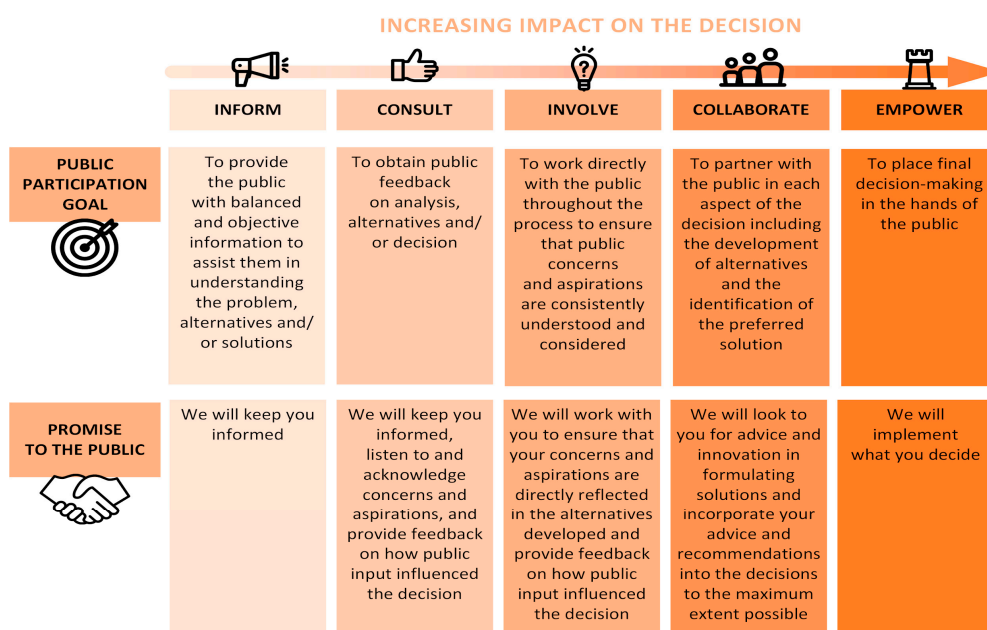 INCREASING IMPACT ON THE DECISION
?
INFORM
CONSULT
INVOLVE
COLLABORATE
EMPOWER
PUBLIC
PARTICIPATION
GOAL
To provide
the public
with balanced
and objective
information to
assist them in
understanding
the problem,
alternatives and/
or solutions
To obtain public
feedback
on analysis,
alternatives and/
or decision
To work directly
with the public
throughout the
process to ensure
that public
concerns
and aspirations
are consistently
understood and
considered
To partner with
the public in each
aspect of the
decision including
the development
of alternatives
and the
identification of
the preferred
solution
To place final
decision-making
in the hands of
the public
PROMISE
TO THE PUBLIC
We will keep you
informed
We will keep you
informed,
listen to and
acknowledge
concerns and
aspirations, and
provide feedback
on how public
input influenced
the decision
We will work with
you to ensure that
your concerns and
aspirations are
directly reflected
in the alternatives
developed and
provide feedback
on how public
input influenced
the decision
We will look to
you for advice and
innovation in
formulating
solutions and
incorporate your
advice and
recommendations
into the decisions
to the maximum
extent possible
We will
implement
what you decide